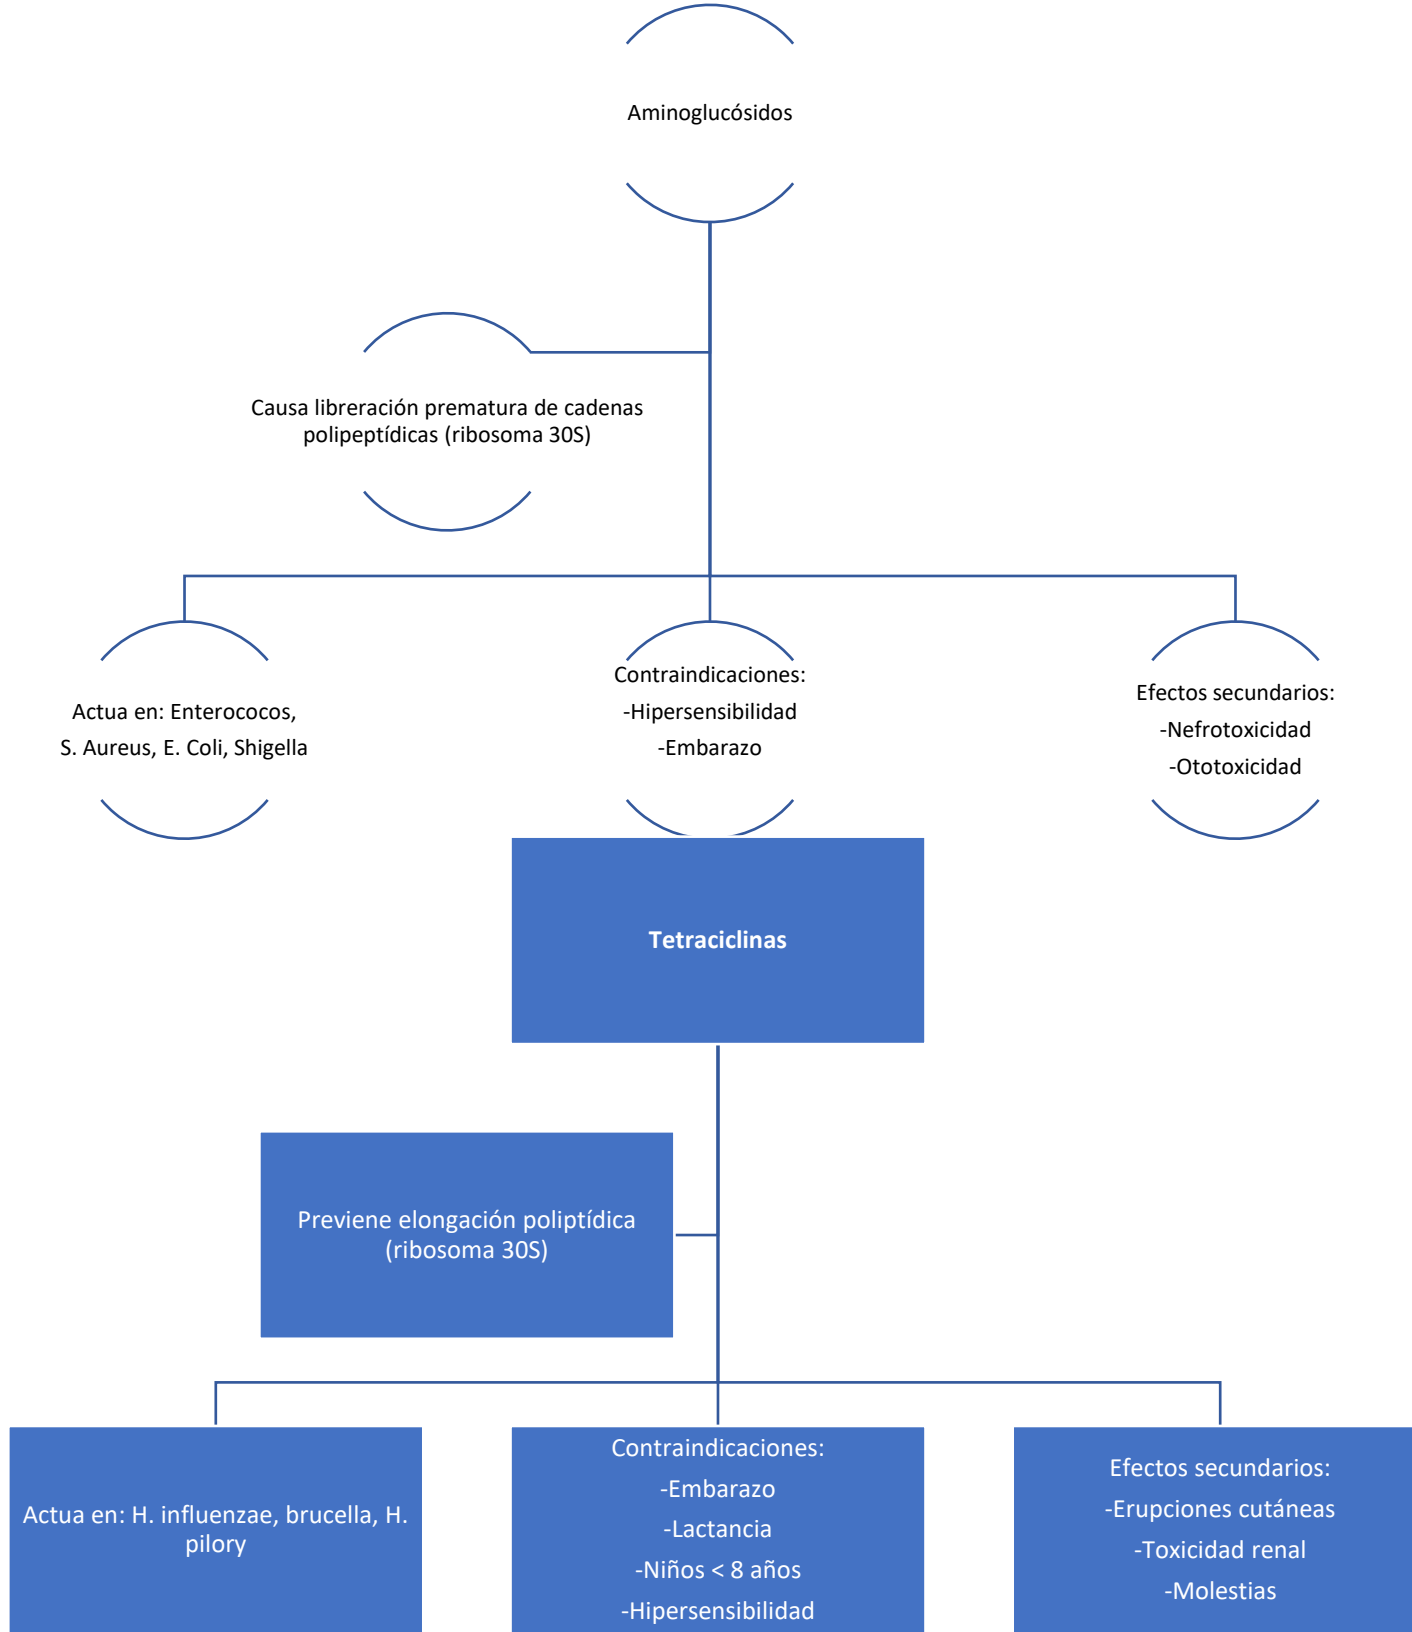 Aminoglucósidos
Causa libreración prematura de cadenas
polipeptídicas (ribosoma 30S)
Actua en: Enterococos,
S. Aureus, E. Coli, Shigella
Contraindicaciones:
-Hipersensibilidad
-Embarazo
Efectos secundarios:
-Nefrotoxicidad
-Ototoxicidad
Tetraciclinas
Previene elongación poliptídica
(ribosoma 30S)
Actua en: H. influenzae, brucella, H.
pilory
Contraindicaciones:
-Embarazo
-Lactancia
-Niños < 8 años
-Hipersensibilidad
Efectos secundarios:
-Erupciones cutáneas
-Toxicidad renal
-Molestias